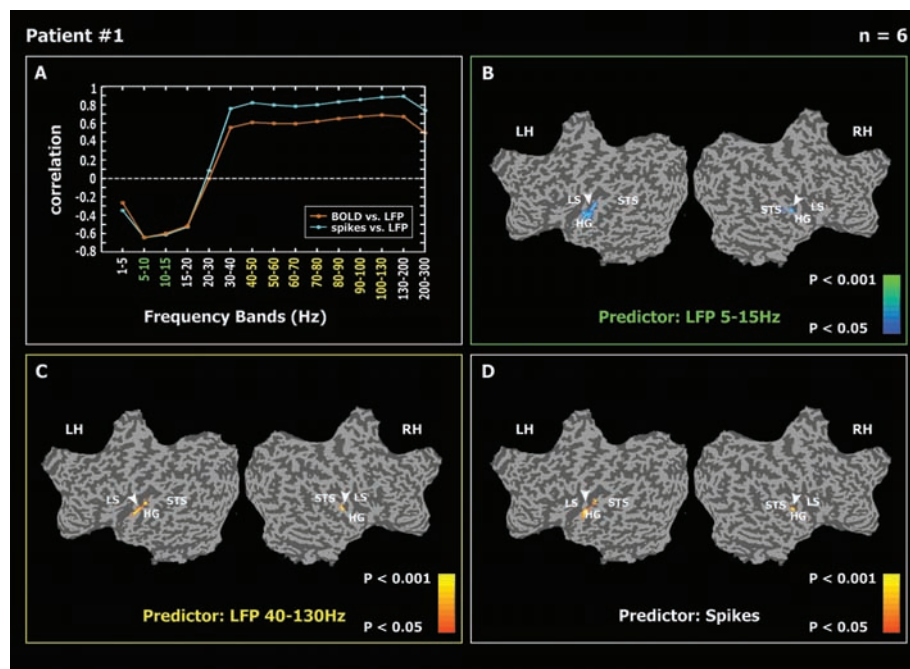 Patient #1
n = 6
A
correlation
1
0.8
0.6
0.4
0.2
0
-0.2
-0.4
-0.6
-0.8
BOLD vs. LFP
spikes vs. LFP
1-5
5-10
10-15
15-20
20-30
30-40
40-50
50-60
60-70
70-80
80-90
90-100
100-130
130-200
200-300
Frequency Bands (Hz)
B
LH
RH
LS
STS
HG
STS
LS
HG
P < 0.001
P < 0.05
Predictor: LFP 5-15Hz
C
LH
RH
LS
STS
HG
STS
LS
HG
P < 0.001
P < 0.05
Predictor: LFP 40-130Hz
D
LH
RH
LS
STS
HG
STS
LS
HG
P < 0.001
P < 0.05
Predictor: Spikes